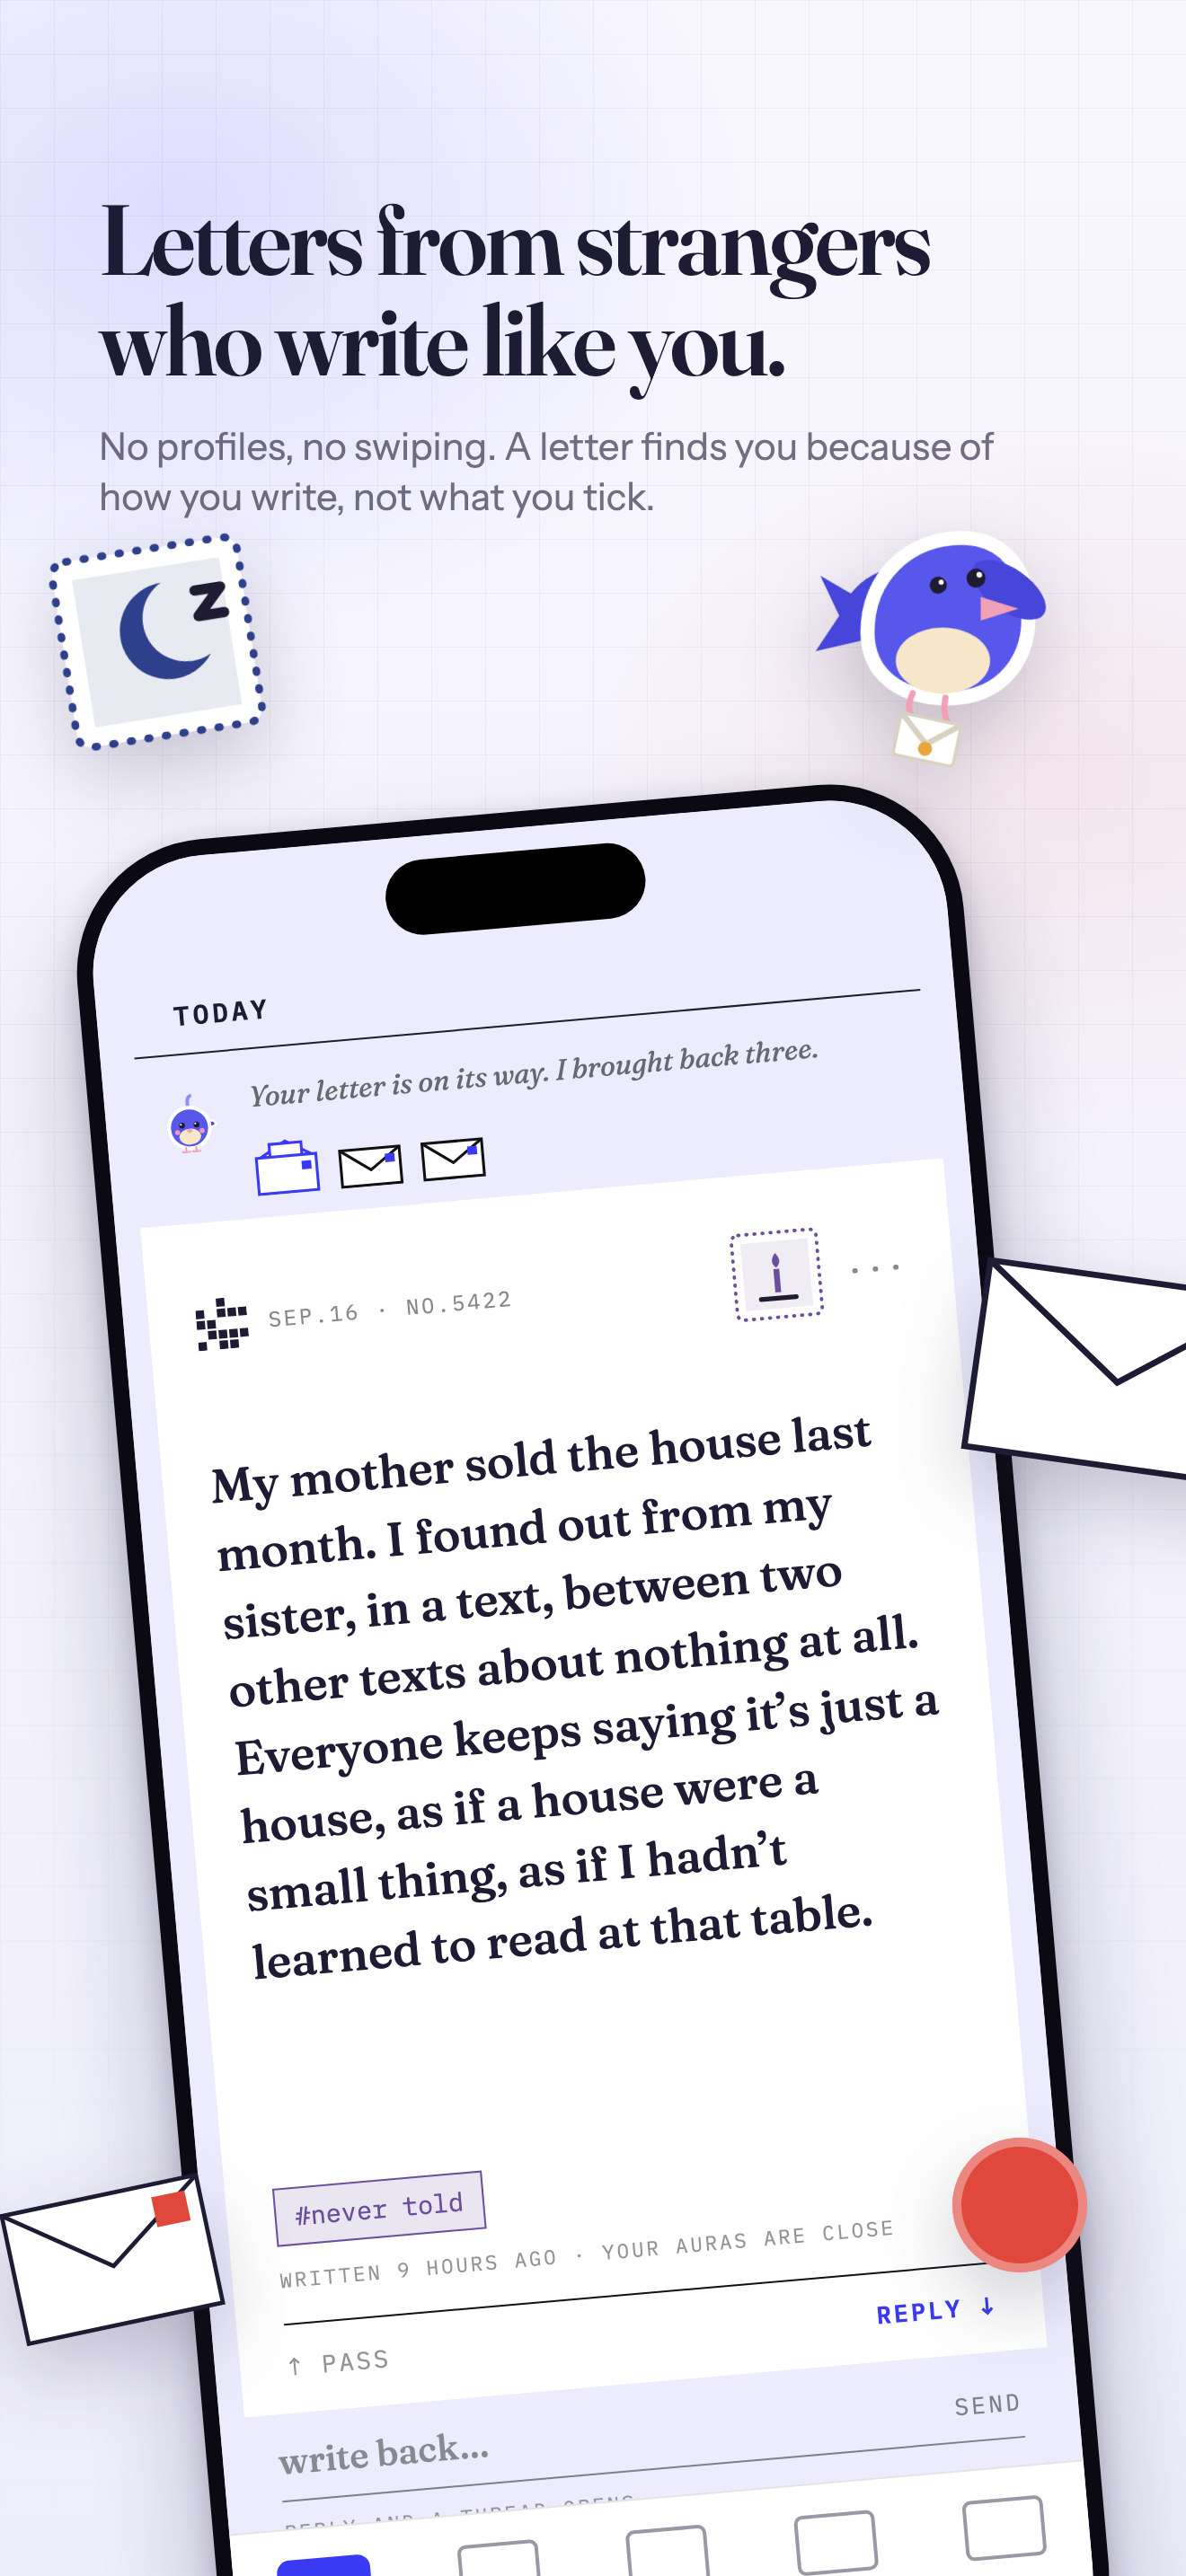 Letters from strangers
who write like you.
No profiles, no swiping. A letter finds you because of
how you write, not what you tick.
z
TODAY
Your letter is on its way. I brought back three.
SEP.16 · NO.5422
My mother sold the house last
month. I found out from my
sister, in a text, between two
other texts about nothing at all.
Everyone keeps saying it’s just a
house, as if a house were a
small thing, as if I hadn’t
learned to read at that table.
#never told
WRITTEN 9 HOURS AGO · YOUR AURAS ARE CLOSE
REPLY ↓
↑ PASS
SEND
write back...
REPLY AND A THREAD OPENS